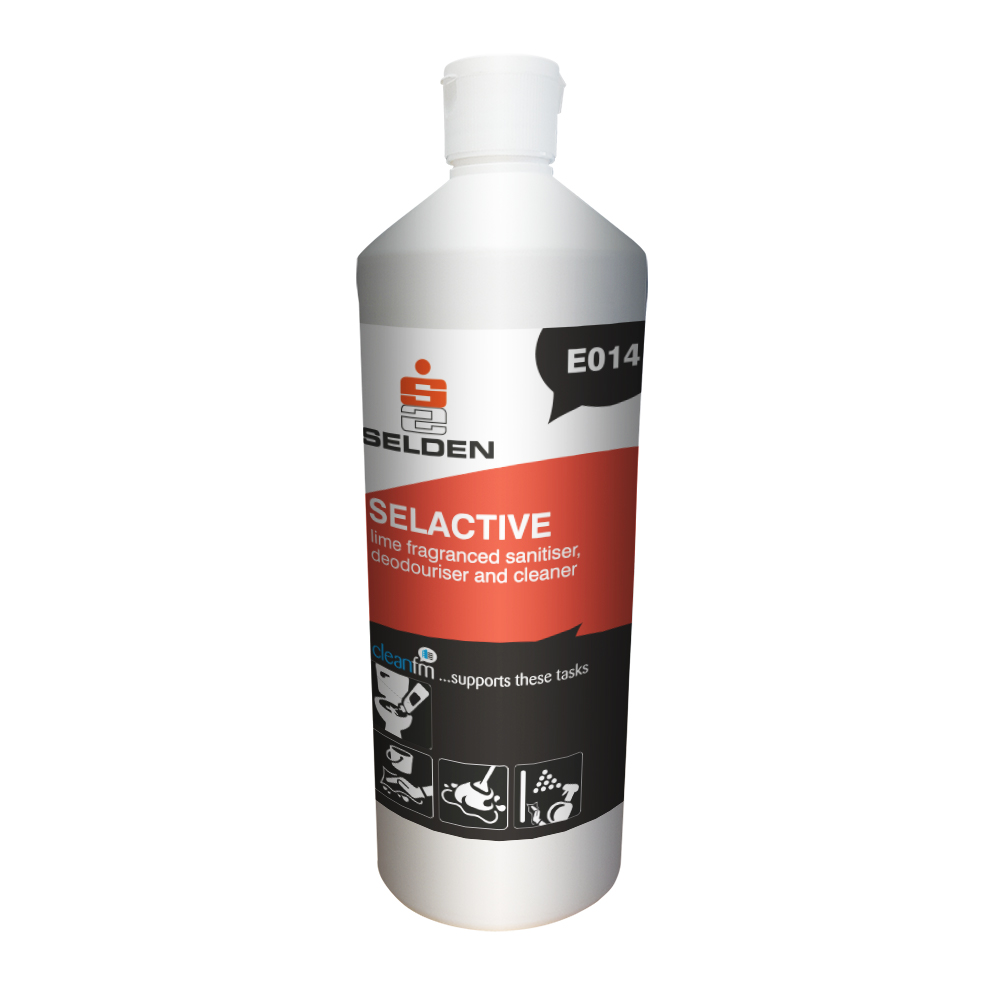 E014
SELDEN
SELACTIVE
lime fragranced sanitiser,
deodouriser and cleaner
cleanfm ...supports these tasks